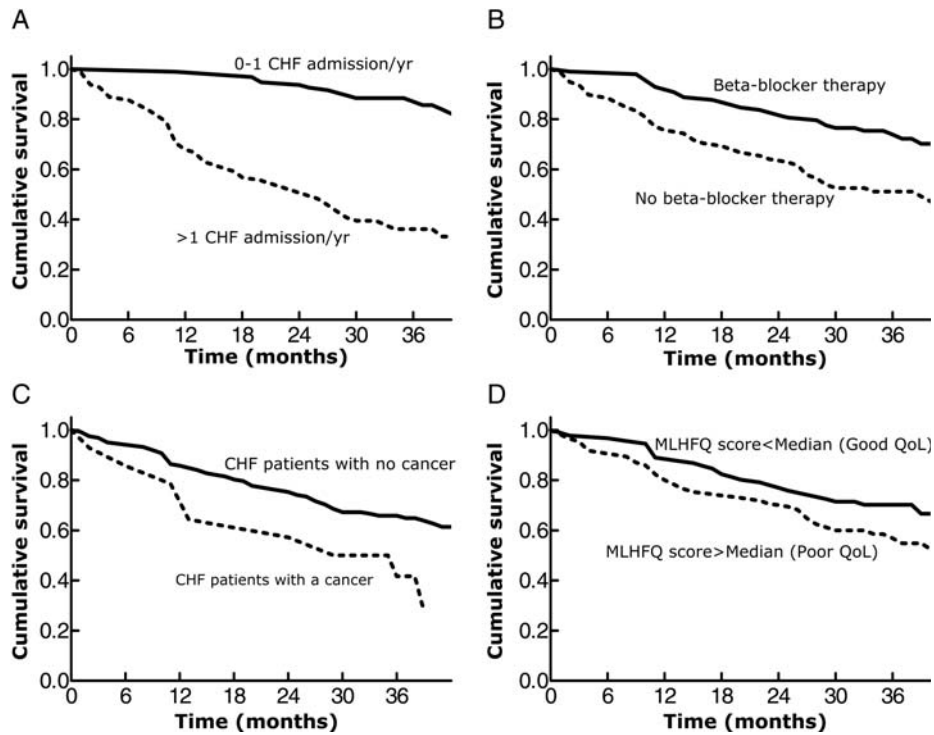 A
Cumulative survival
1.0
0.8
0.6
0.4
0.2
0.0
0-1 CHF admission/yr
>1 CHF admission/yr
0 6 12 18 24 30 36
Time (months)
B
Cumulative survival
1.0
0.8
0.6
0.4
0.2
0.0
Beta-blocker therapy
No beta-blocker therapy
0 6 12 18 24 30 36
Time (months)
C
Cumulative survival
1.0
0.8
0.6
0.4
0.2
0.0
CHF patients with no cancer
CHF patients with a cancer
0 6 12 18 24 30 36
Time (months)
D
Cumulative survival
1.0
0.8
0.6
0.4
0.2
0.0
MLHFQ score<Median (Good QoL)
MLHFQ score>Median (Poor QoL)
0 6 12 18 24 30 36
Time (months)